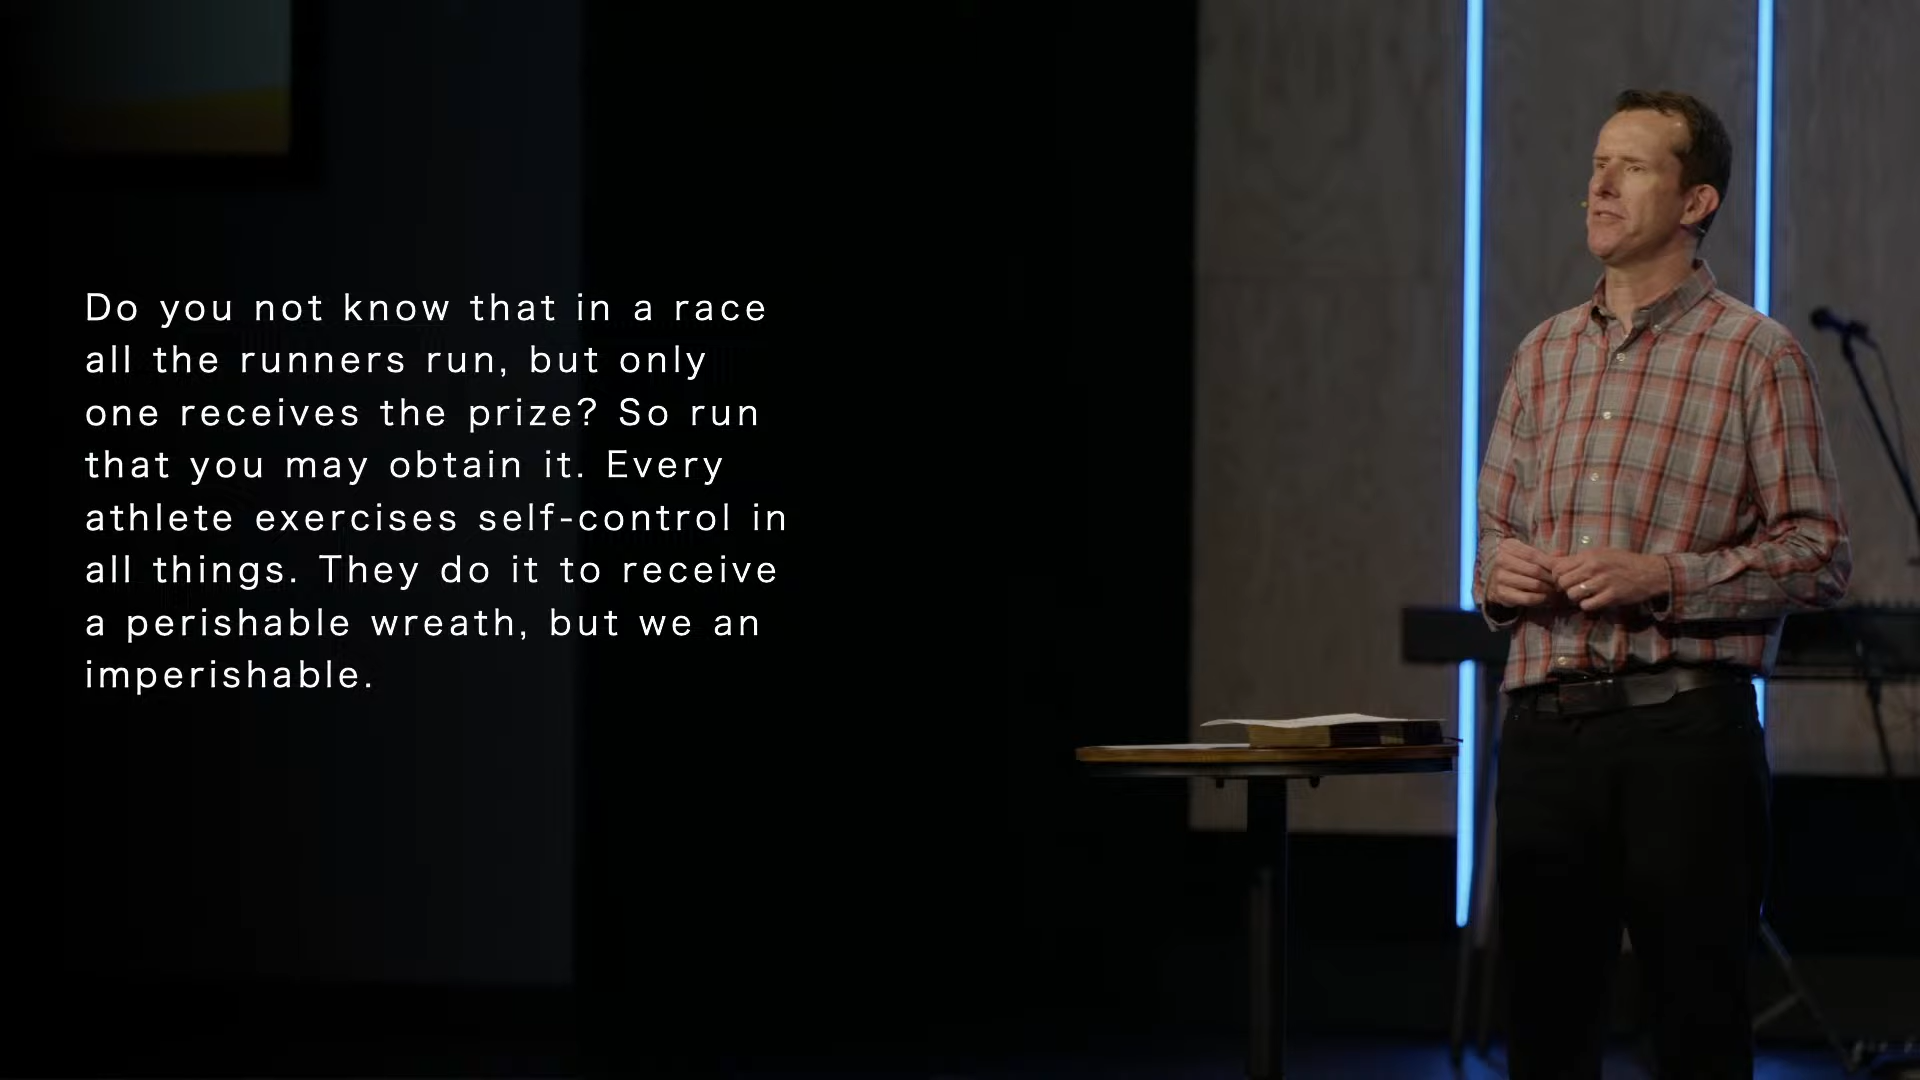 Do you not know that in a race
all the runners run, but only
one receives the prize? So run
that you may obtain it. Every
athlete exercises self-control in
all things. They do it to receive
a perishable wreath, but we an
imperishable.